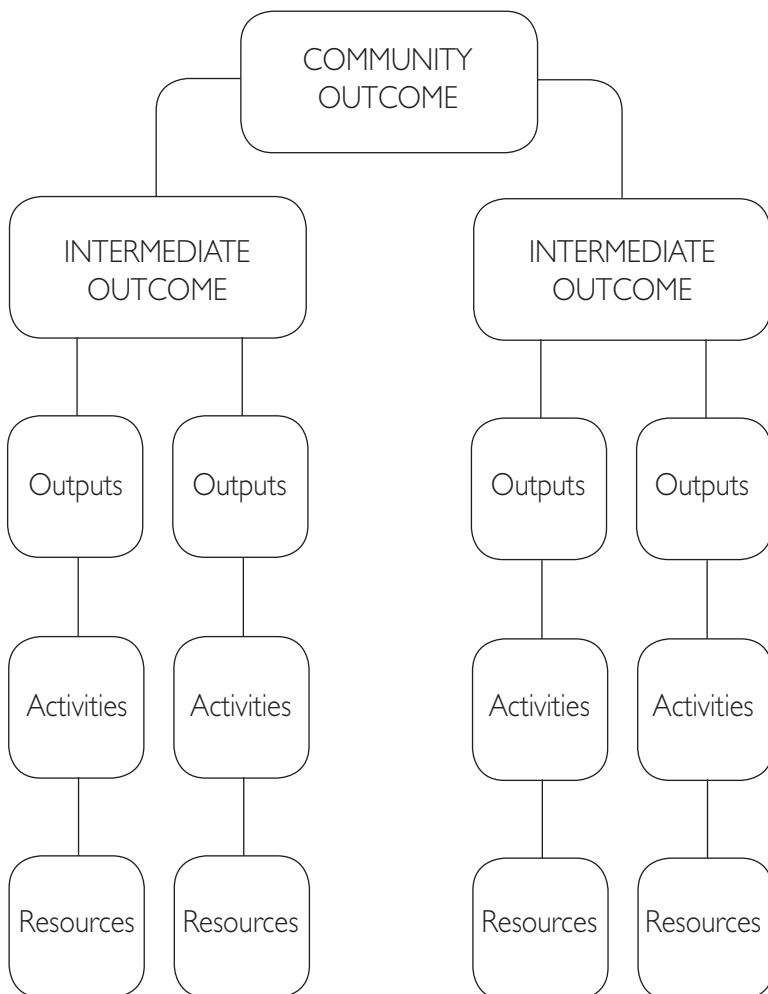 COMMUNITY
OUTCOME
INTERMEDIATE
OUTCOME
INTERMEDIATE
OUTCOME
Outputs
Outputs
Outputs
Outputs
Activities
Activities
Activities
Activities
Resources
Resources
Resources
Resources